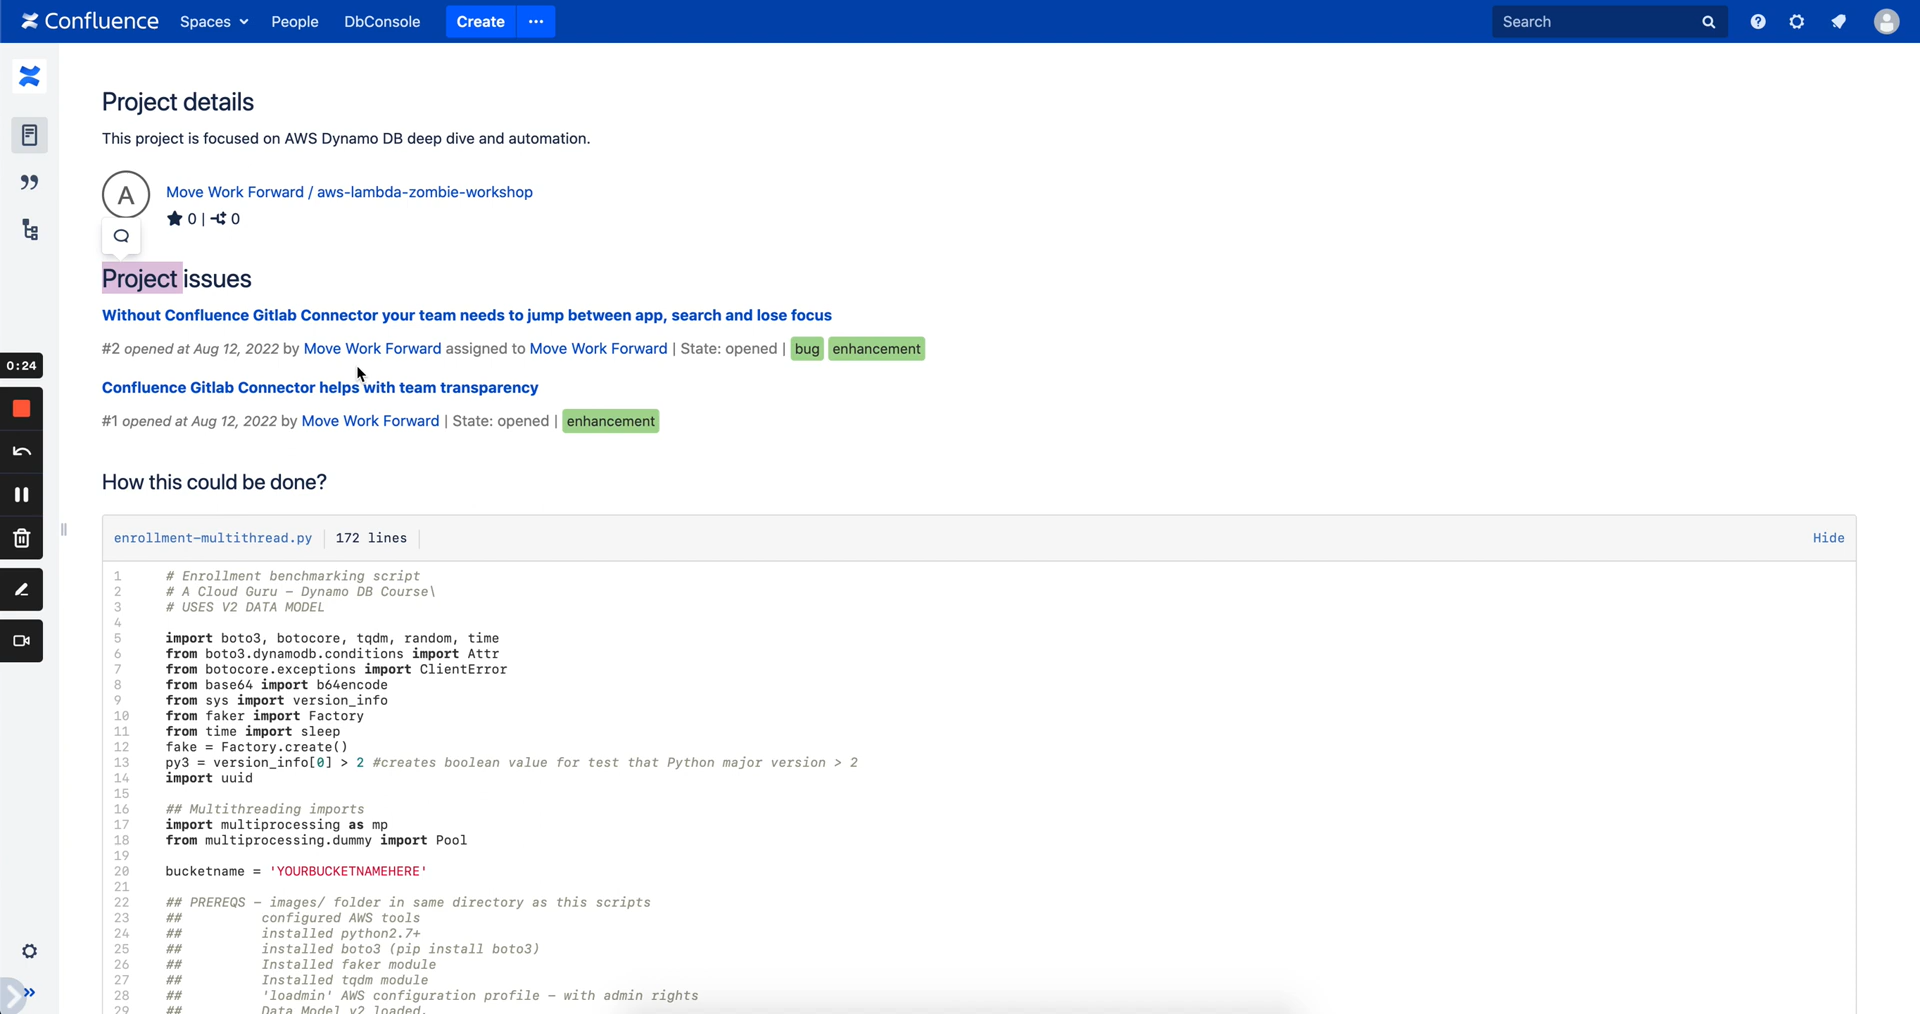 Confluence Spaces People DbConsole Create ··· Search
Project details
This project is focused on AWS Dynamo DB deep dive and automation.
A
Move Work Forward / aws-lambda-zombie-workshop
0 | 0
Project issues
Without Confluence Gitlab Connector your team needs to jump between app, search and lose focus
#2 opened at Aug 12, 2022 by Move Work Forward assigned to Move Work Forward | State: opened | bug enhancement
0:24
Confluence Gitlab Connector helps with team transparency
#1 opened at Aug 12, 2022 by Move Work Forward | State: opened | enhancement
How this could be done?
enrollment-multithread.py 172 lines Hide
1 # Enrollment benchmarking script
2 # A Cloud Guru – Dynamo DB Course\
3 # USES V2 DATA MODEL
4
5 import boto3, botocore, tqdm, random, time
6 from boto3.dynamodb.conditions import Attr
7 from botocore.exceptions import ClientError
8 from base64 import b64encode
9 from sys import version_info
10 from faker import Factory
11 from time import sleep
12 fake = Factory.create()
13 py3 = version_info[0] > 2 #creates boolean value for test that Python major version > 2
14 import uuid
15
16 ## Multithreading imports
17 import multiprocessing as mp
18 from multiprocessing.dummy import Pool
19
20 bucketname = 'YOURBUCKETNAMEHERE'
21
22 ## PREREQS – images/ folder in same directory as this scripts
23 ## configured AWS tools
24 ## installed python2.7+
25 ## installed boto3 (pip install boto3)
26 ## Installed faker module
27 ## Installed tqdm module
28 ## 'loadmin' AWS configuration profile – with admin rights
29 ## Data Model v2 loaded.